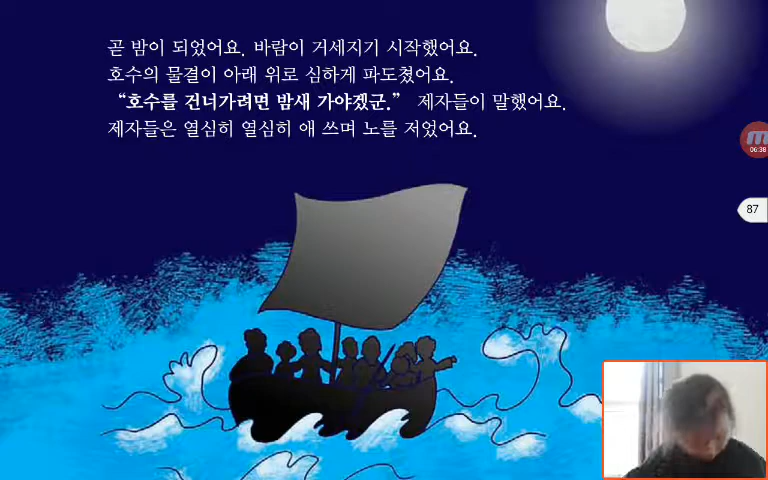 곧 밤이 되었어요. 바람이 거세지기 시작했어요.
호수의 물결이 아래 위로 심하게 파도쳤어요.
“호수를 건너가려면 밤새 가야겠군.” 제자들이 말했어요.
제자들은 열심히 열심히 애 쓰며 노를 저었어요.
06:38
87